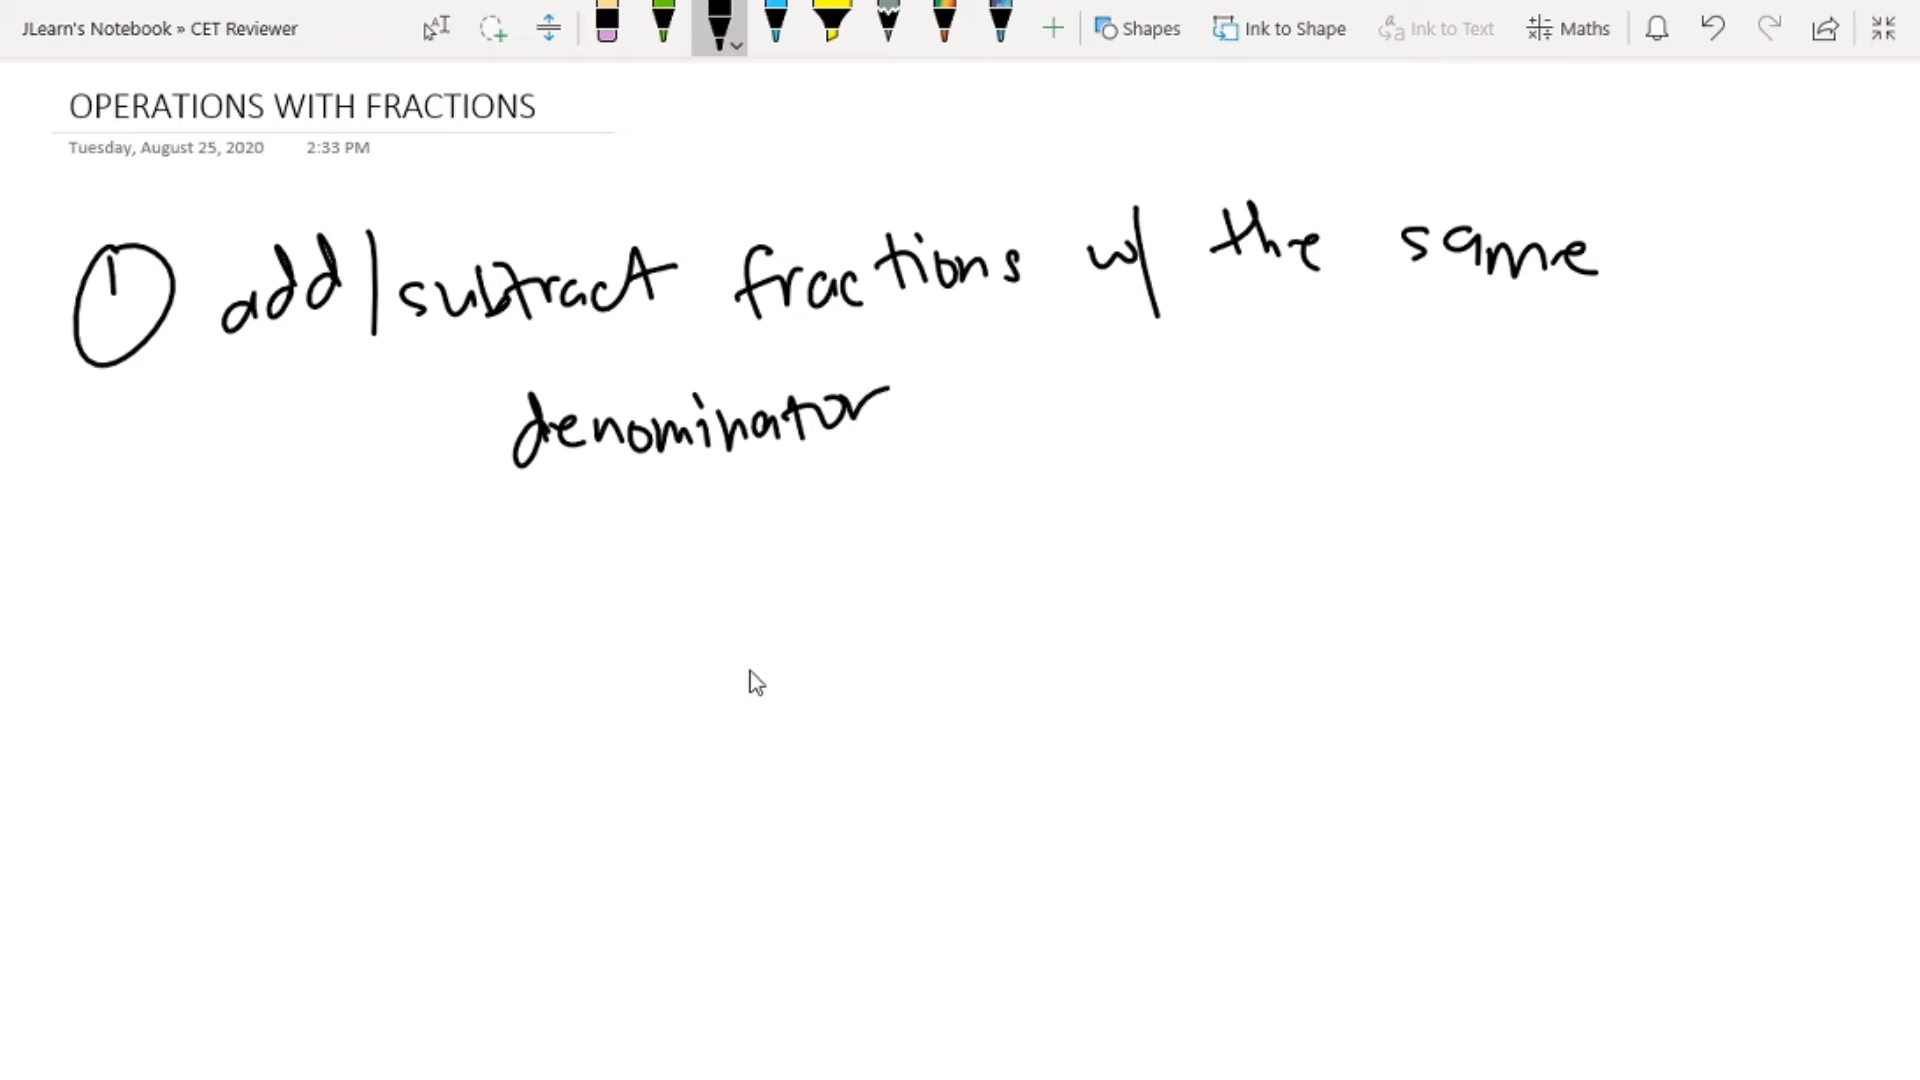 JLearn's Notebook » CET Reviewer Shapes Ink to Shape Ink to Text Maths
OPERATIONS WITH FRACTIONS
Tuesday, August 25, 2020 2:33 PM
① add/subtract fractions w/ the same
denominator